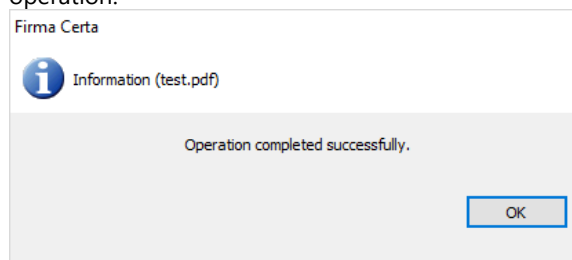 operation.
Firma Certa
Information (test.pdf)
Operation completed successfully.
OK